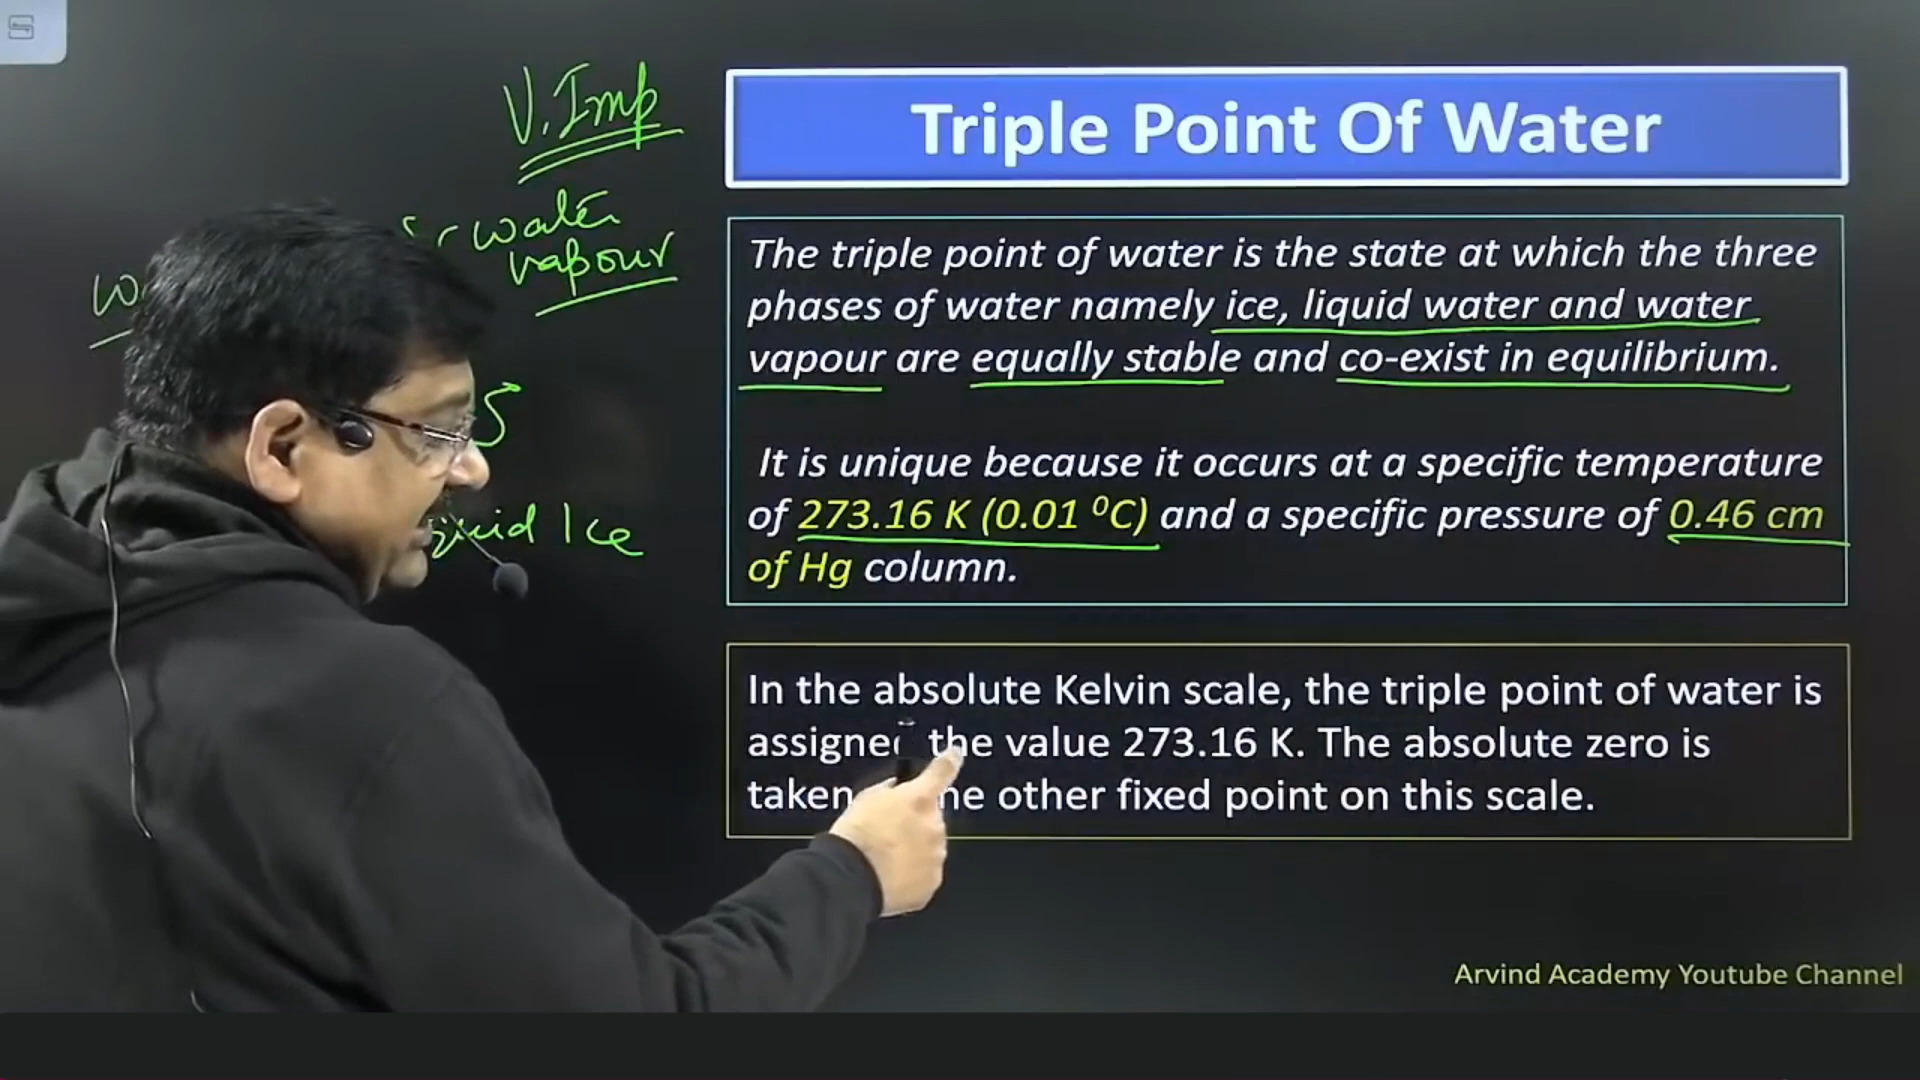 V. Imp
water
vapour
Ice
Triple Point Of Water
The triple point of water is the state at which the three
phases of water namely ice, liquid water and water
vapour are equally stable and co-exist in equilibrium.
It is unique because it occurs at a specific temperature
of 273.16 K (0.01 ⁰C) and a specific pressure of 0.46 cm
of Hg column.
In the absolute Kelvin scale, the triple point of water is
the value 273.16 K. The absolute zero is
taken other fixed point on this scale.
Arvind Academy Youtube Channel